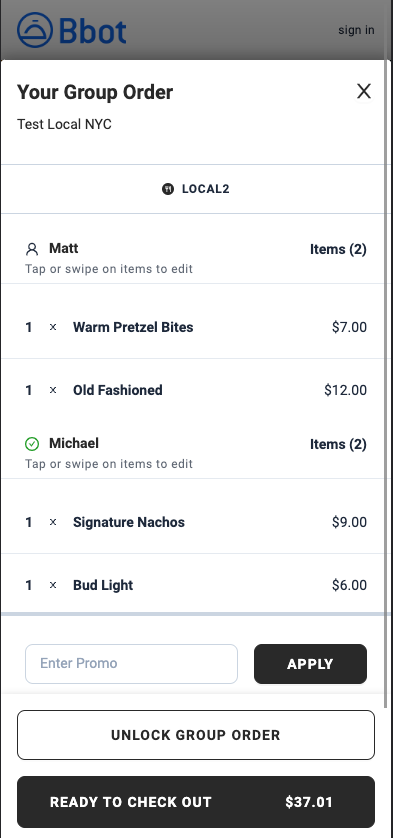 Bbot
sign in
Your Group Order
X
Test Local NYC
LOCAL2
Matt Items (2)
Tap or swipe on items to edit
1 x Warm Pretzel Bites $7.00
1 x Old Fashioned $12.00
Michael Items (2)
Tap or swipe on items to edit
1 x Signature Nachos $9.00
1 x Bud Light $6.00
Enter Promo APPLY
UNLOCK GROUP ORDER
READY TO CHECK OUT $37.01